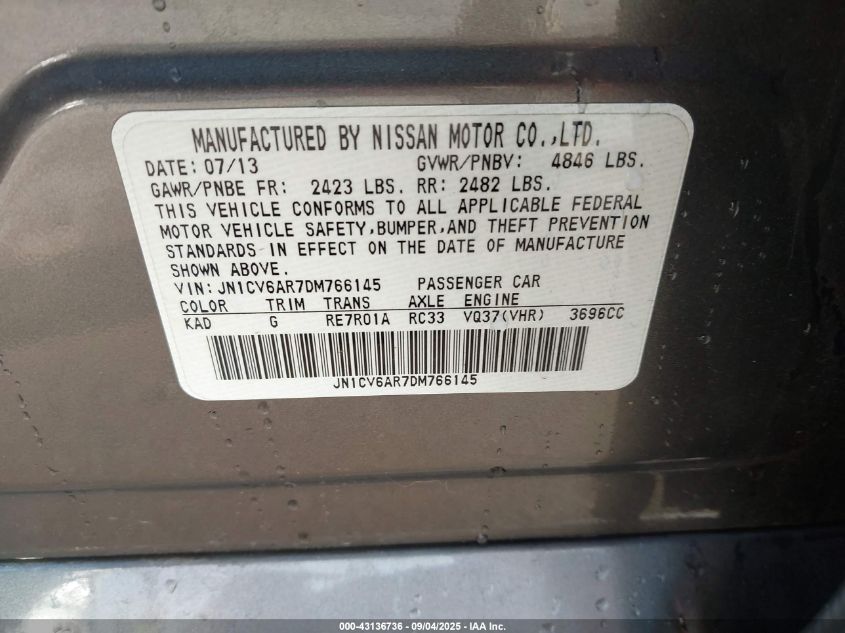 MANUFACTURED BY NISSAN MOTOR CO.,LTD.
DATE: 07/13 GVWR/PNBV: 4846 LBS.
GAWR/PNBE FR: 2423 LBS. RR: 2482 LBS.
THIS VEHICLE CONFORMS TO ALL APPLICABLE FEDERAL
MOTOR VEHICLE SAFETY,BUMPER,AND THEFT PREVENTION
STANDARDS IN EFFECT ON THE DATE OF MANUFACTURE
SHOWN ABOVE.
VIN: JN1CV6AR7DM766145 PASSENGER CAR
COLOR TRIM TRANS AXLE ENGINE
KAD G RE7R01A RC33 VQ37(VHR) 3696CC
JN1CV6AR7DM766145
000-43136736 - 09/04/2025 - IAA Inc.